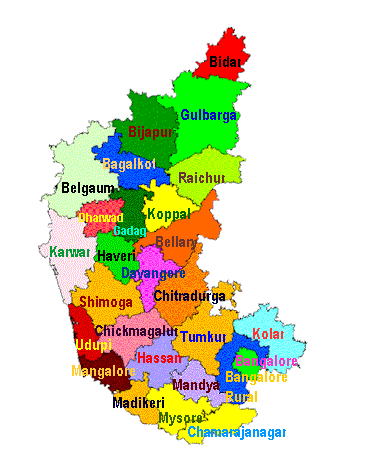 Bidar
Gulbarga
Bijapur
Bagalkot
Raichur
Belgaum
Dharwad
Koppal
Gadag
Bellary
Karwar
Haveri
Davangere
Chitradurga
Shimoga
Chickmagalur
Tumkur
Kolar
Udupi
Hassan
Bangalore
Mangalore
Bangalore
Rural
Mandya
Madikeri
Mysore
Chamarajanagar